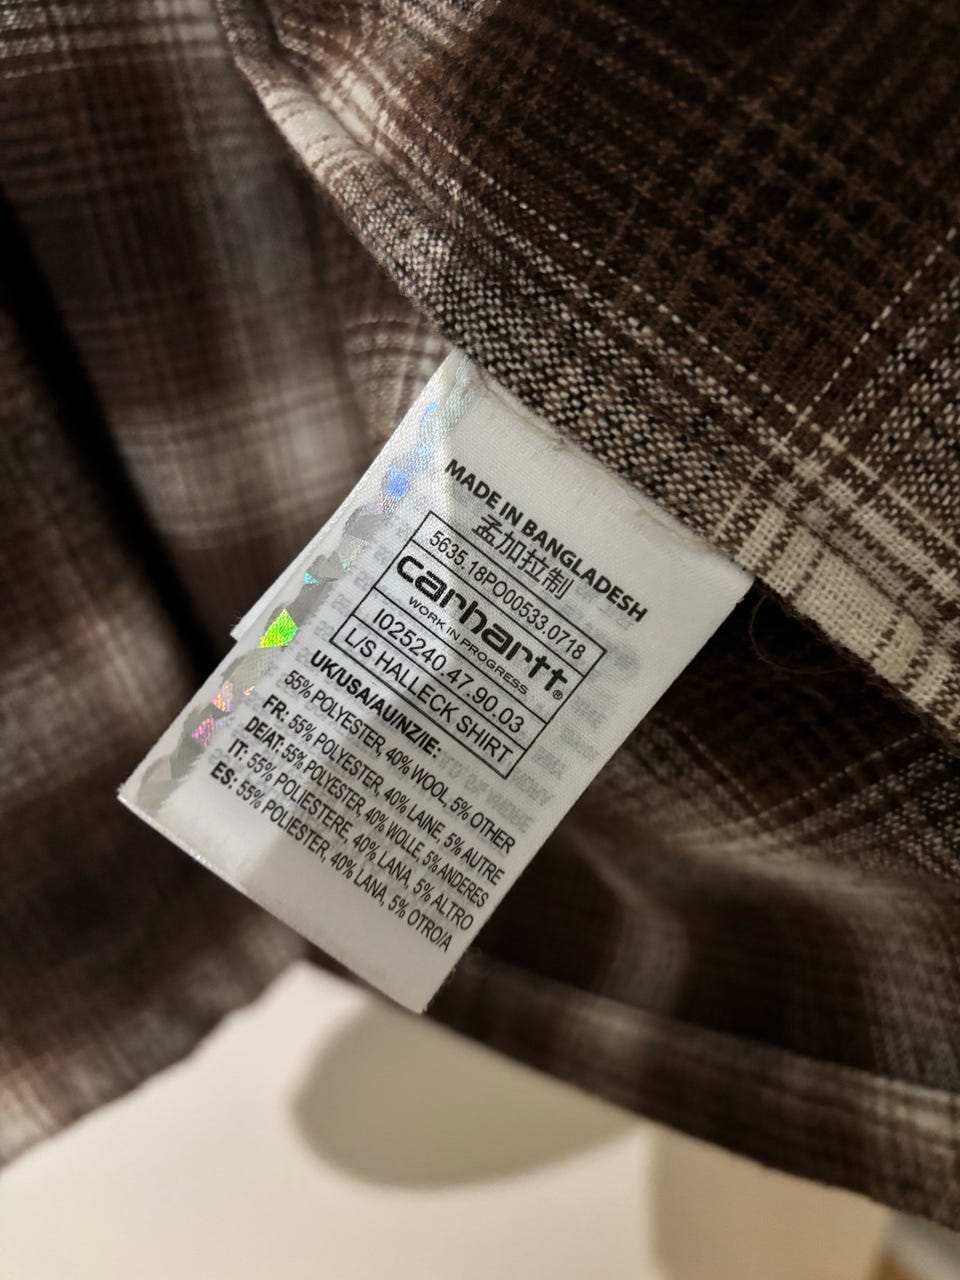 MADE IN BANGLADESH
孟加拉制
5635.18PO00533.0718
carhartt®
WORK IN PROGRESS
I025240.47.90.03
L/S HALLECK SHIRT
UK/USA/AU/NZ/IE:
55% POLYESTER, 40% WOOL, 5% OTHER
FR: 55% POLYESTER, 40% LAINE, 5% AUTRE
DE/AT: 55% POLYESTER, 40% WOLLE, 5% ANDERES
IT: 55% POLIESTERE, 40% LANA, 5% ALTRO
ES: 55% POLIESTER, 40% LANA, 5% OTRO/A